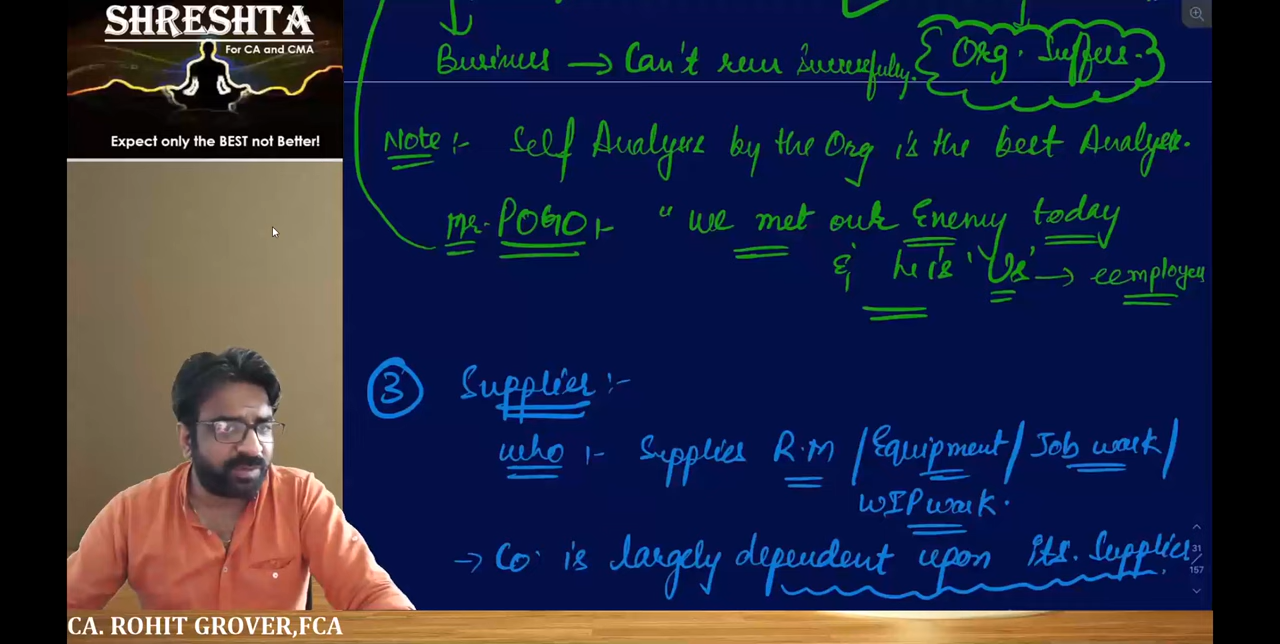 SHRESHTA
For CA and CMA
Expect only the BEST not Better!
Business → Can't run Successfully. Org. Suffers.
Note :- Self Analysis by the Org is the best Analysis.
Mr. POGO :- "We met our Enemy today
& he is 'Us' → employees
3 Supplier :-
who :- Supplies R.M / Equipment / Job work /
WIP work.
→ Co. is largely dependent upon its Supplier.
31
157
CA. ROHIT GROVER,FCA